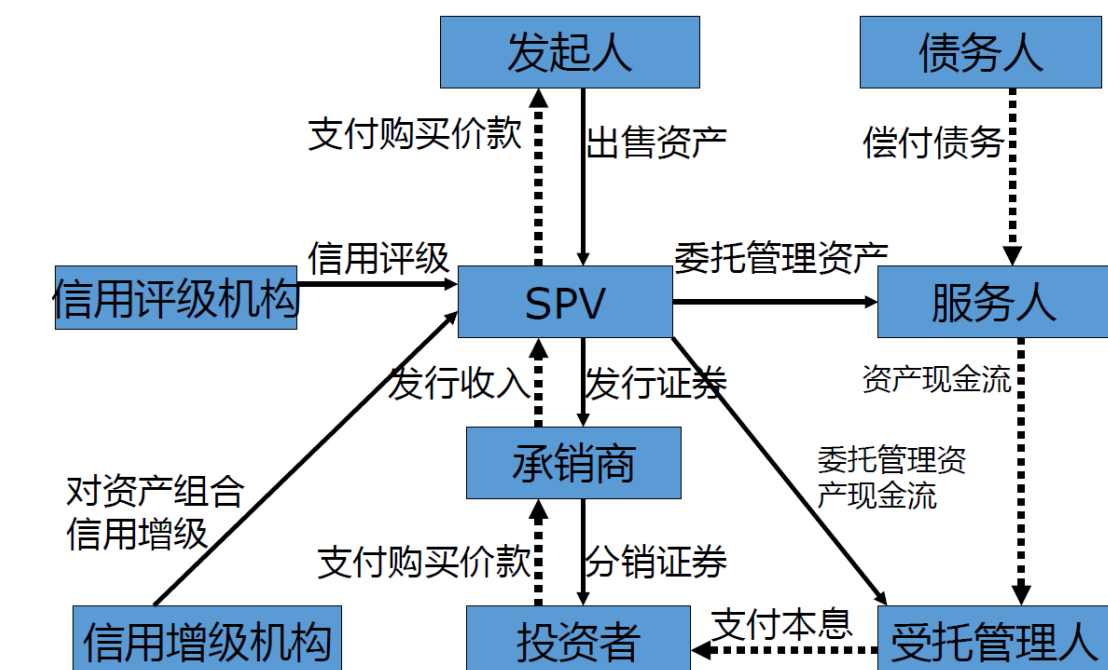 发起人
债务人
支付购买价款
出售资产
偿付债务
信用评级
委托管理资产
信用评级机构
SPV
服务人
发行收入
发行证券
资产现金流
承销商
委托管理资
产现金流
对资产组合
信用增级
支付购买价款
分销证券
支付本息
信用增级机构
投资者
受托管理人